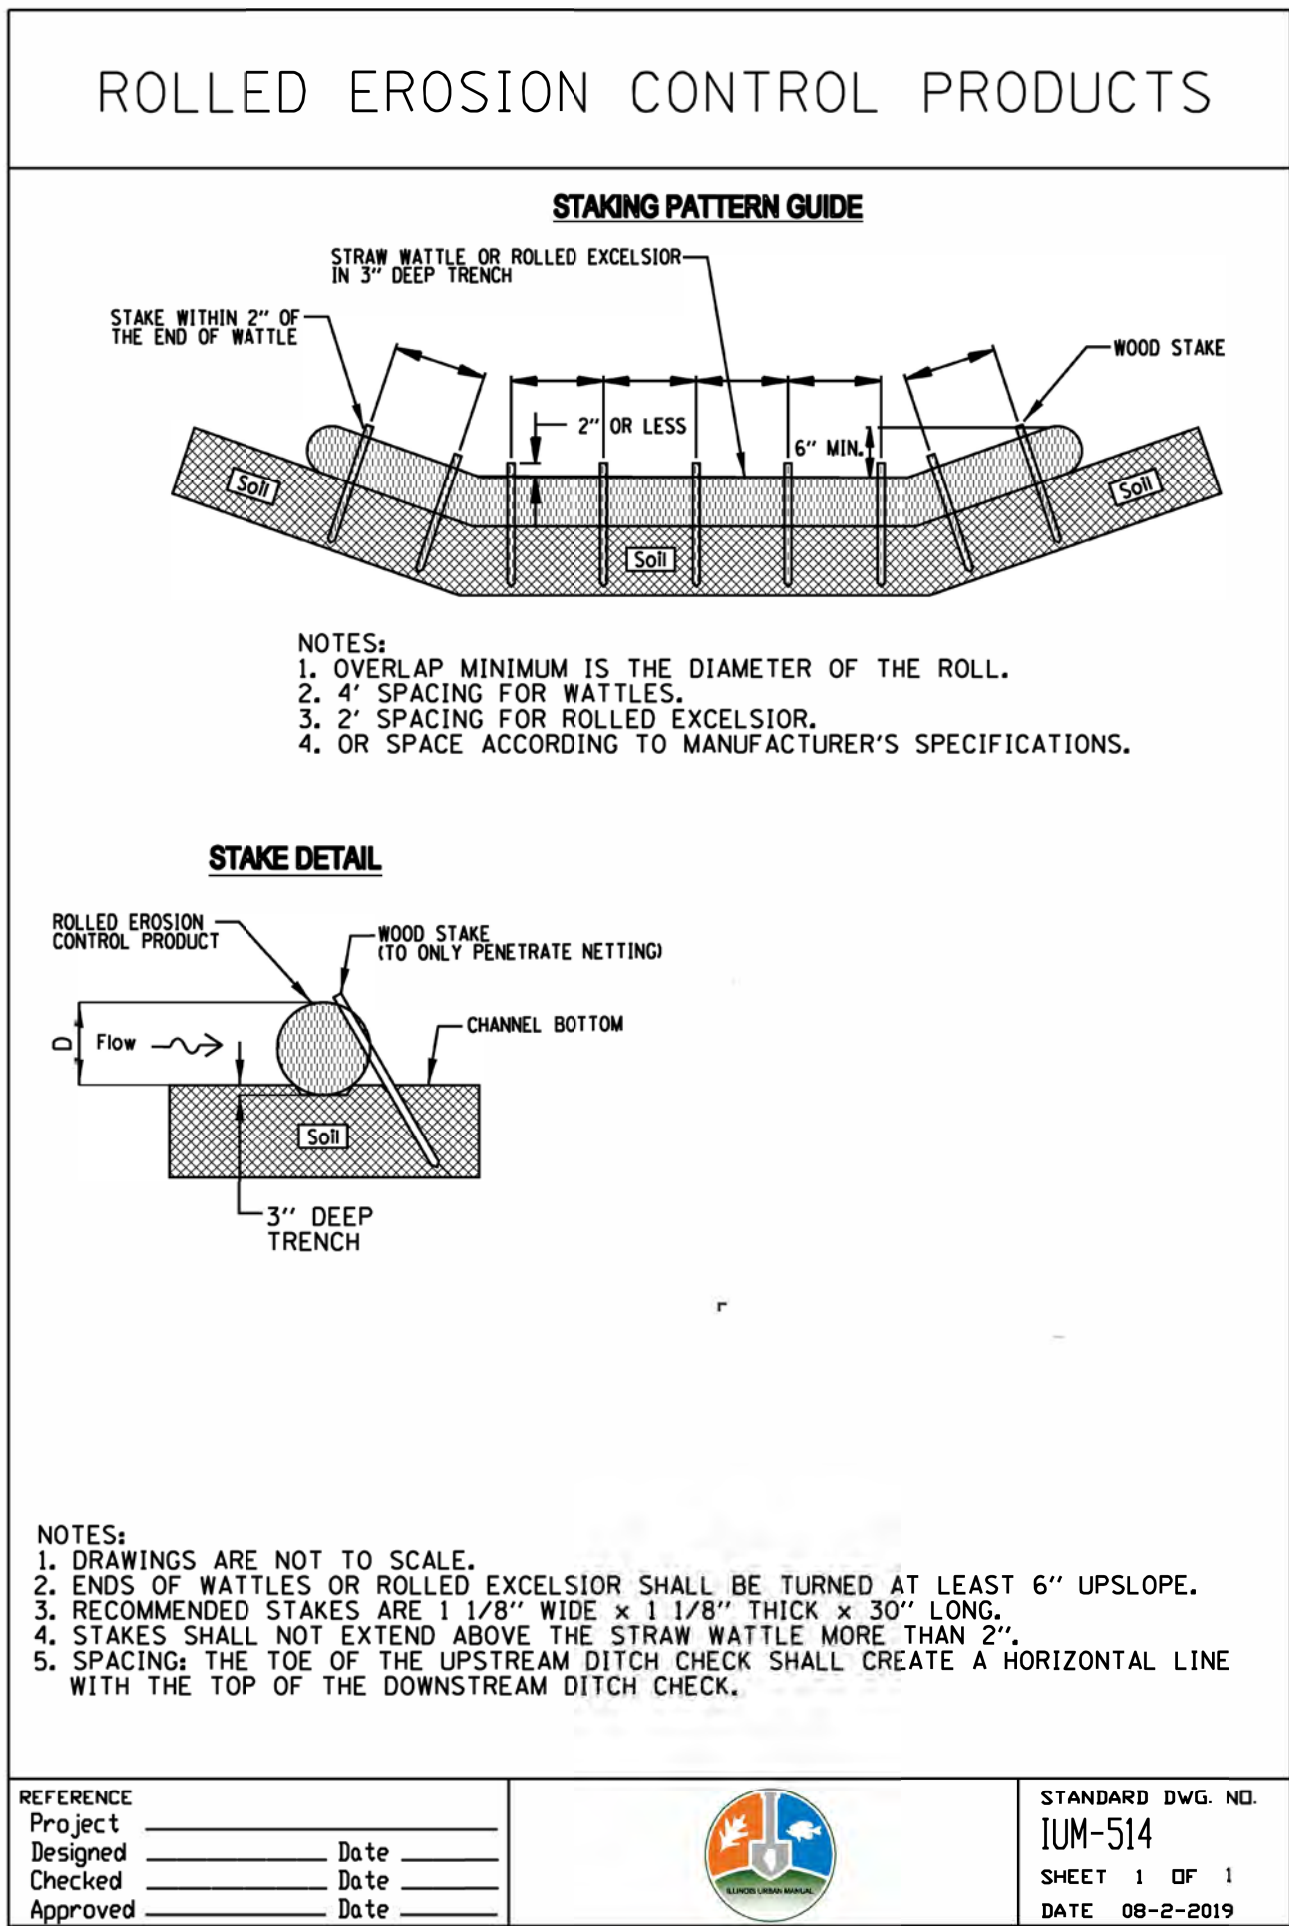 ROLLED EROSION CONTROL PRODUCTS
STAKING PATTERN GUIDE
STRAW WATTLE OR ROLLED EXCELSIOR
IN 3" DEEP TRENCH
STAKE WITHIN 2" OF
THE END OF WATTLE
WOOD STAKE
2" OR LESS
6" MIN.
Soil
Soil
Soil
NOTES:
1. OVERLAP MINIMUM IS THE DIAMETER OF THE ROLL.
2. 4' SPACING FOR WATTLES.
3. 2' SPACING FOR ROLLED EXCELSIOR.
4. OR SPACE ACCORDING TO MANUFACTURER'S SPECIFICATIONS.
STAKE DETAIL
ROLLED EROSION
CONTROL PRODUCT
WOOD STAKE
(TO ONLY PENETRATE NETTING)
D
Flow
CHANNEL BOTTOM
Soil
3" DEEP
TRENCH
NOTES:
1. DRAWINGS ARE NOT TO SCALE.
2. ENDS OF WATTLES OR ROLLED EXCELSIOR SHALL BE TURNED AT LEAST 6" UPSLOPE.
3. RECOMMENDED STAKES ARE 1 1/8" WIDE x 1 1/8" THICK x 30" LONG.
4. STAKES SHALL NOT EXTEND ABOVE THE STRAW WATTLE MORE THAN 2".
5. SPACING: THE TOE OF THE UPSTREAM DITCH CHECK SHALL CREATE A HORIZONTAL LINE
WITH THE TOP OF THE DOWNSTREAM DITCH CHECK.
REFERENCE
Project
Designed Date
Checked Date
Approved Date
ILLINOIS URBAN MANUAL
STANDARD DWG. NO.
IUM-514
SHEET 1 OF 1
DATE 08-2-2019